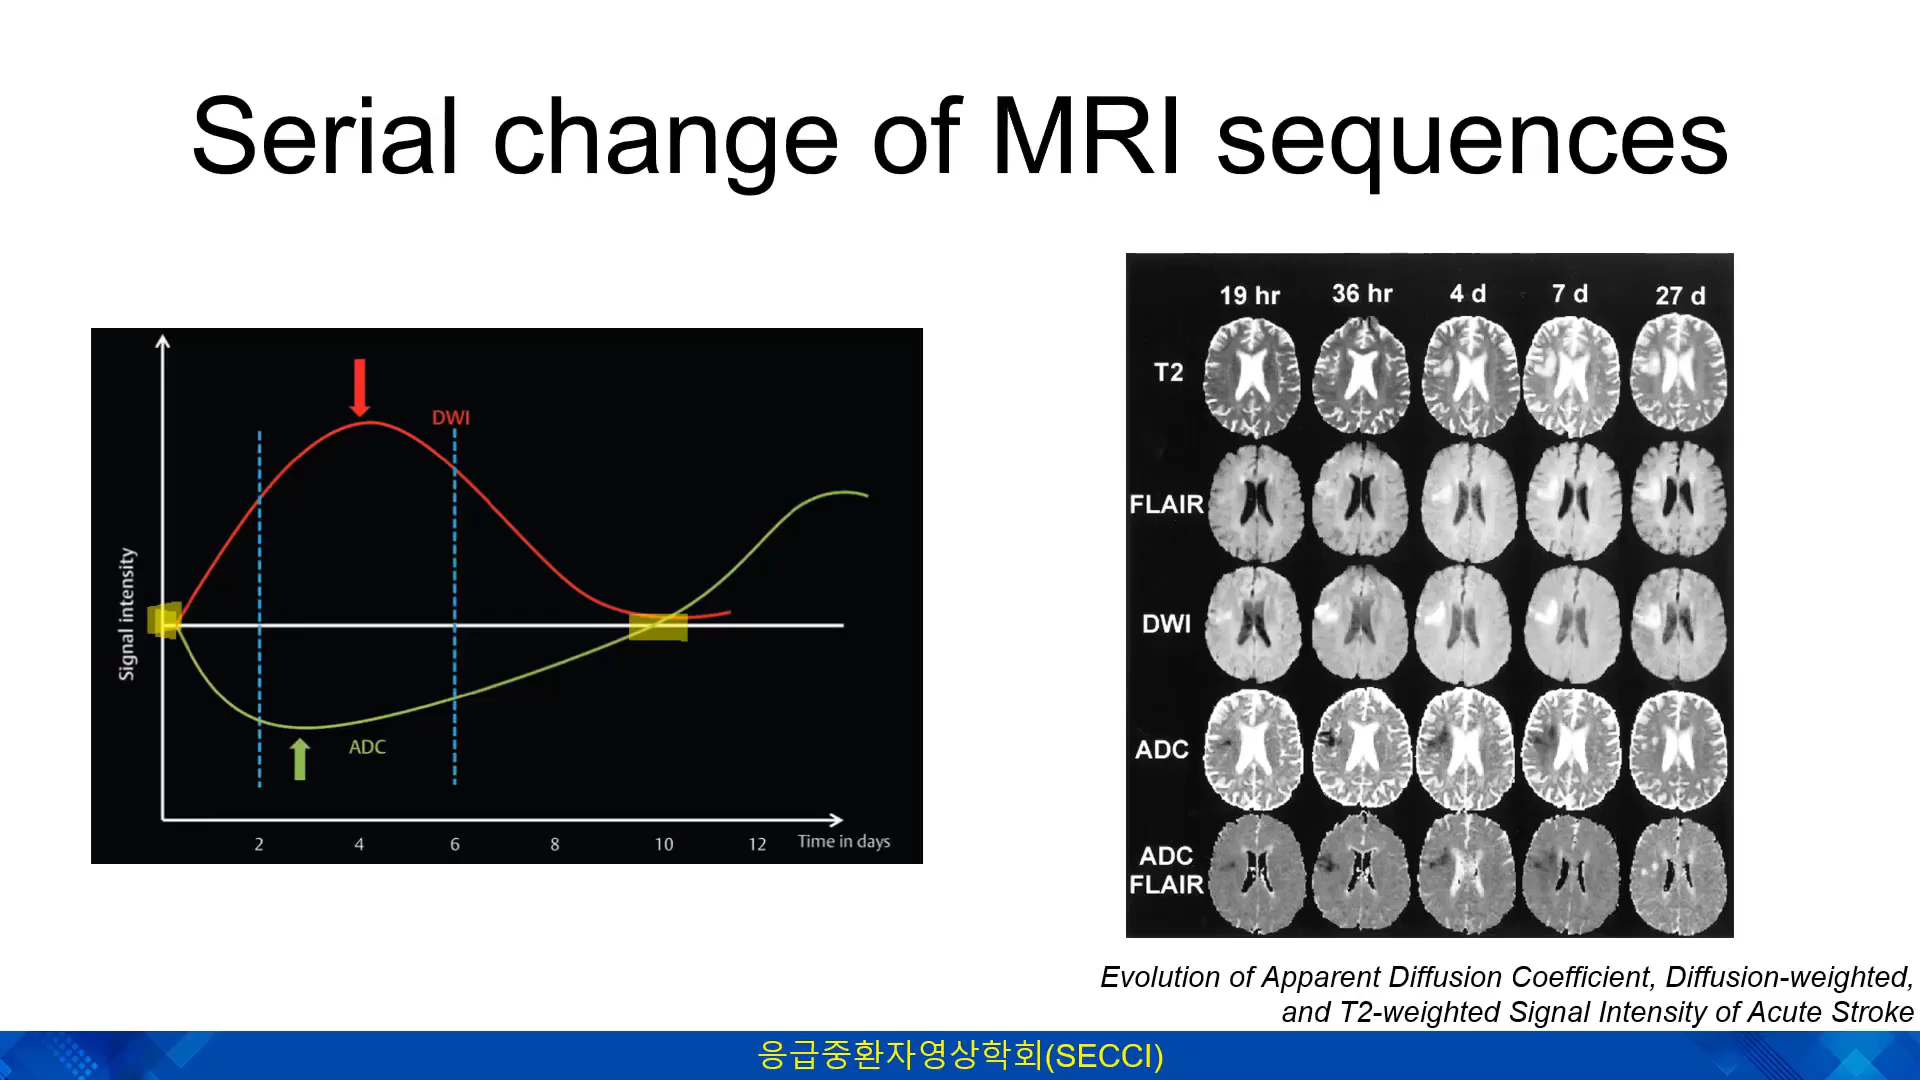 Serial change of MRI sequences
DWI
Signal intensity
ADC
2 4 6 8 10 12 Time in days
19 hr 36 hr 4 d 7 d 27 d
T2
FLAIR
DWI
ADC
ADC
FLAIR
Evolution of Apparent Diffusion Coefficient, Diffusion-weighted,
and T2-weighted Signal Intensity of Acute Stroke
응급중환자영상학회(SECCI)